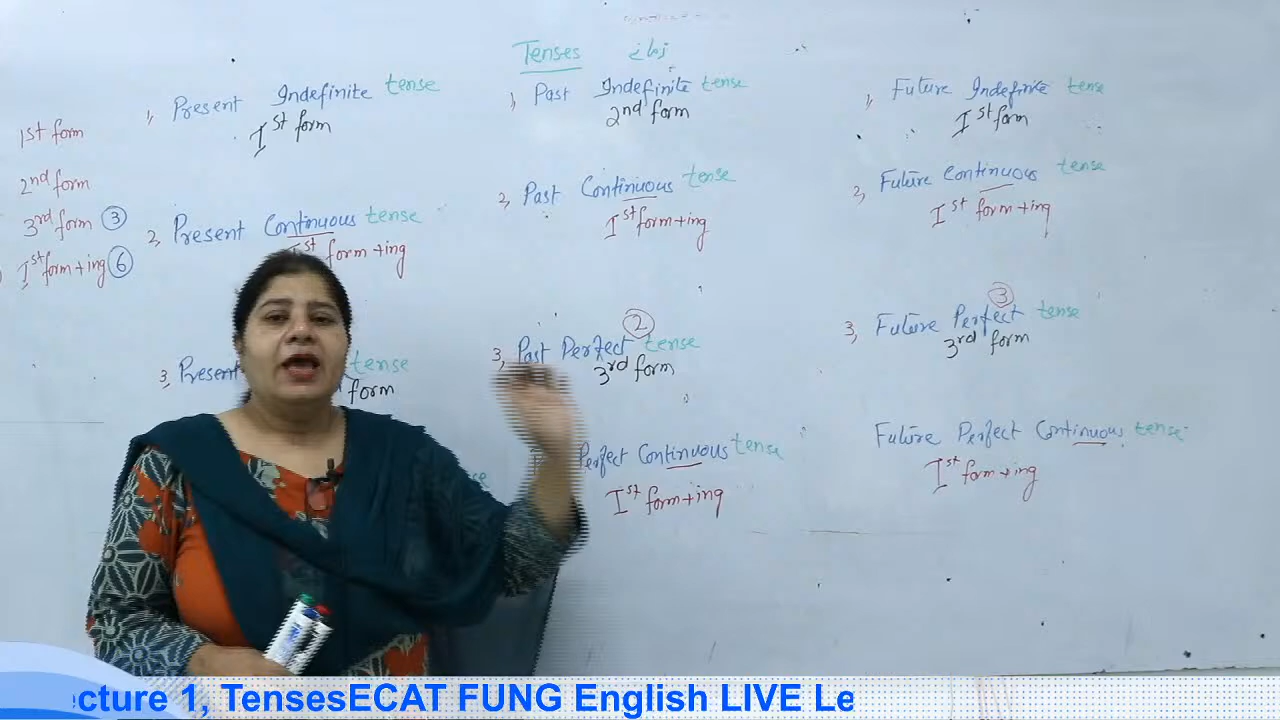 Tenses زمانے
1st form
2nd form
3rd form 3
Ist form+ing 6
1, Present Indefinite tense
Ist form
2, Present Continuous tense
Ist form +ing
3, Present tense
form
1, Past Indefinite tense
2nd form
2, Past Continuous tense
Ist form+ing
2
3, Past Perfect tense
3rd form
Perfect Continuous tense
Ist form+ing
1, Future Indefinite tense
Ist form
2, Future Continuous tense
Ist form +ing
3
3, Future Perfect tense
3rd form
Future Perfect Continuous tense
Ist form +ing
cture 1, TensesECAT FUNG English LIVE Le